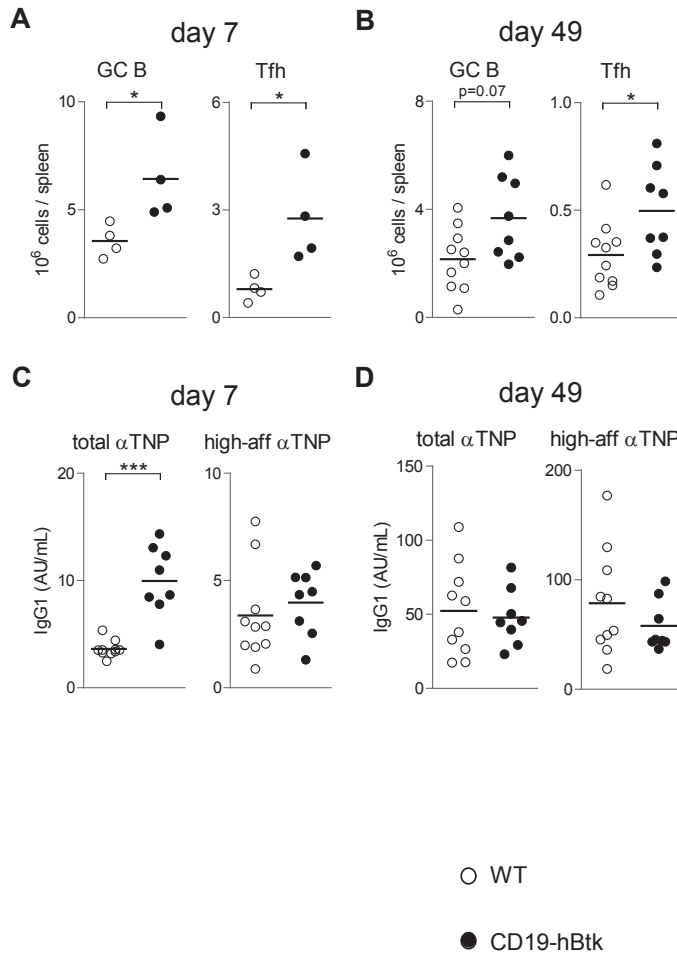 A
day 7
GC B
Tfh
*
*
10
5
0
6
3
0
10⁶ cells / spleen
B
day 49
GC B
Tfh
p=0.07
*
8
4
0
1.0
0.5
0.0
C
day 7
total αTNP
high-aff αTNP
***
20
10
0
10
5
0
IgG1 (AU/mL)
D
day 49
total αTNP
high-aff αTNP
150
100
50
0
200
100
0
WT
CD19-hBtk